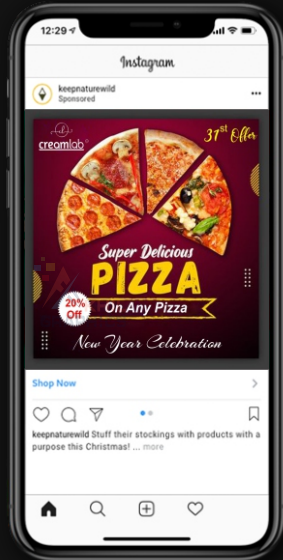 12:29
Instagram
keepnaturewild
Sponsored
creamlab
31st Offer
Super Delicious
PIZZA
20%
Off
On Any Pizza
New Year Celebration
Shop Now
keepnaturewild Stuff their stockings with products with a
purpose this Christmas! ... more